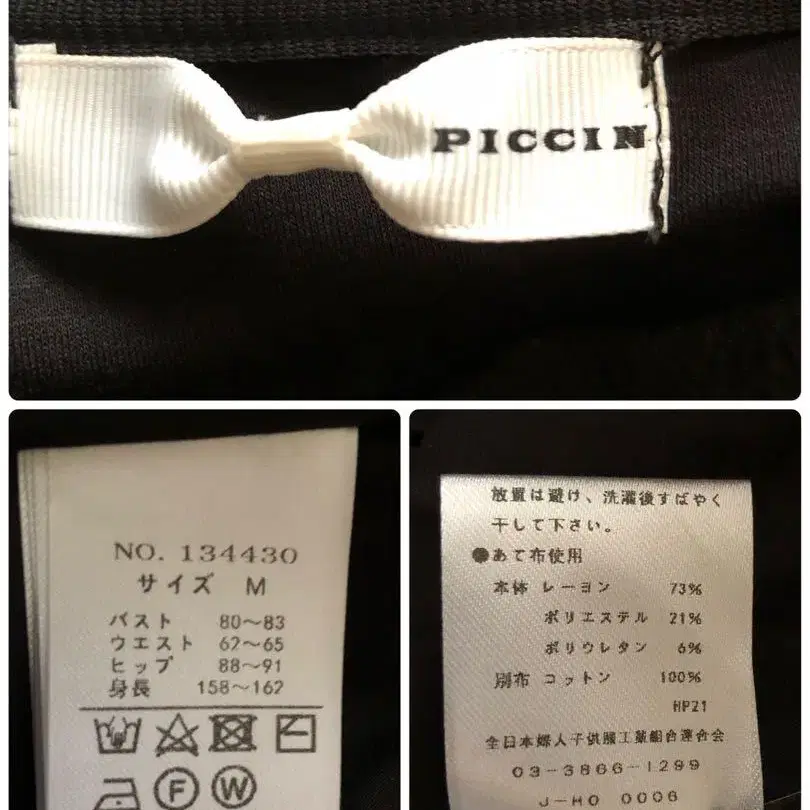 PICCIN
NO. 134430
サイズ M
バスト 80～83
ウエスト 62～65
ヒップ 88～91
身長 158～162
F W
放置は避け、洗濯後すばやく
干して下さい。
●あて布使用
本体 レーヨン 73%
ポリエステル 21%
ポリウレタン 6%
別布 コットン 100%
HP21
全日本婦人子供服工業組合連合会
03-3866-1299
J-HO 0006